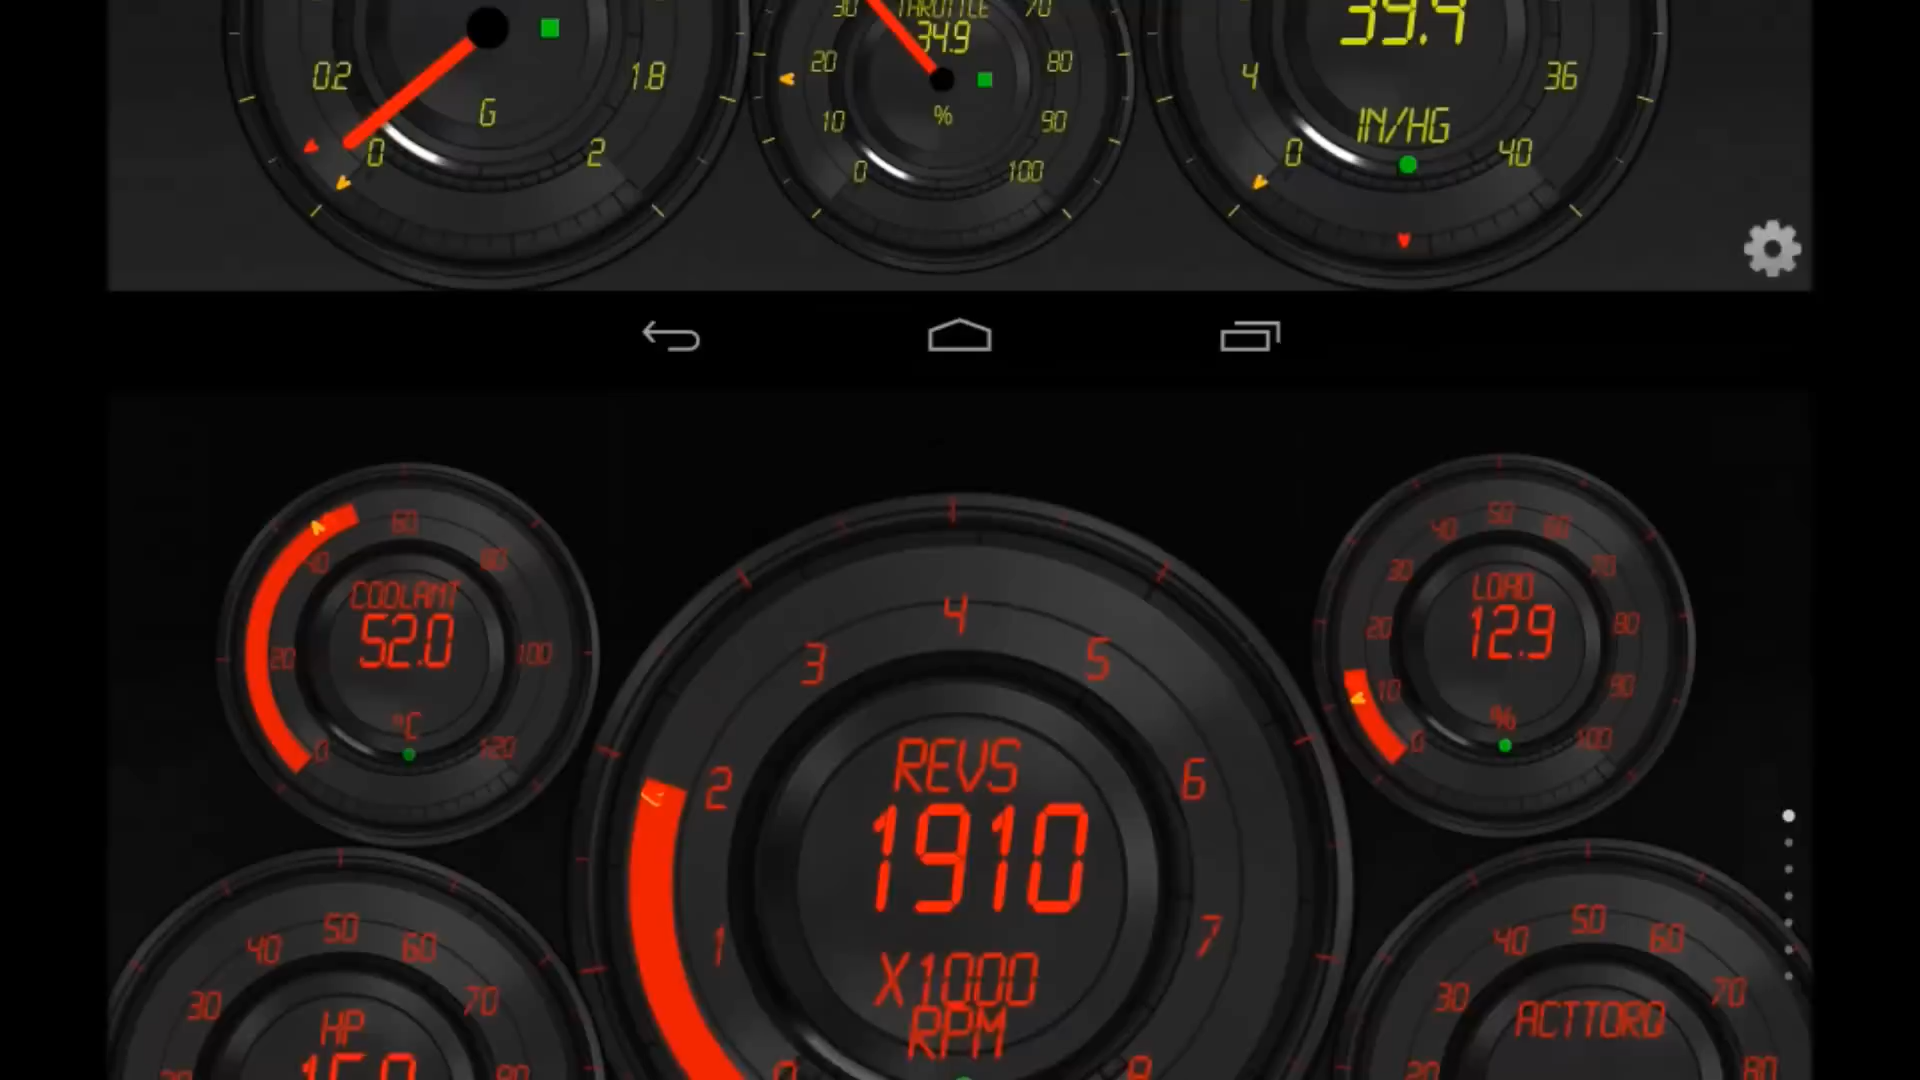 30 THROTTLE 70
34.9
39.4
0.2 1.8
20 80
4 36
G
%
10 90
IN/HG
0 2
0 100
0 40
COOLANT
52.0
°C
0 20 40 60 80 100 120
LOAD
12.9
%
0 10 20 30 40 50 60 70 80 90 100
REVS
1910
X1000
RPM
1 2 3 4 5 6 7
HP
30 40 50 60 70
ACTTORQ
30 40 50 60 70 80